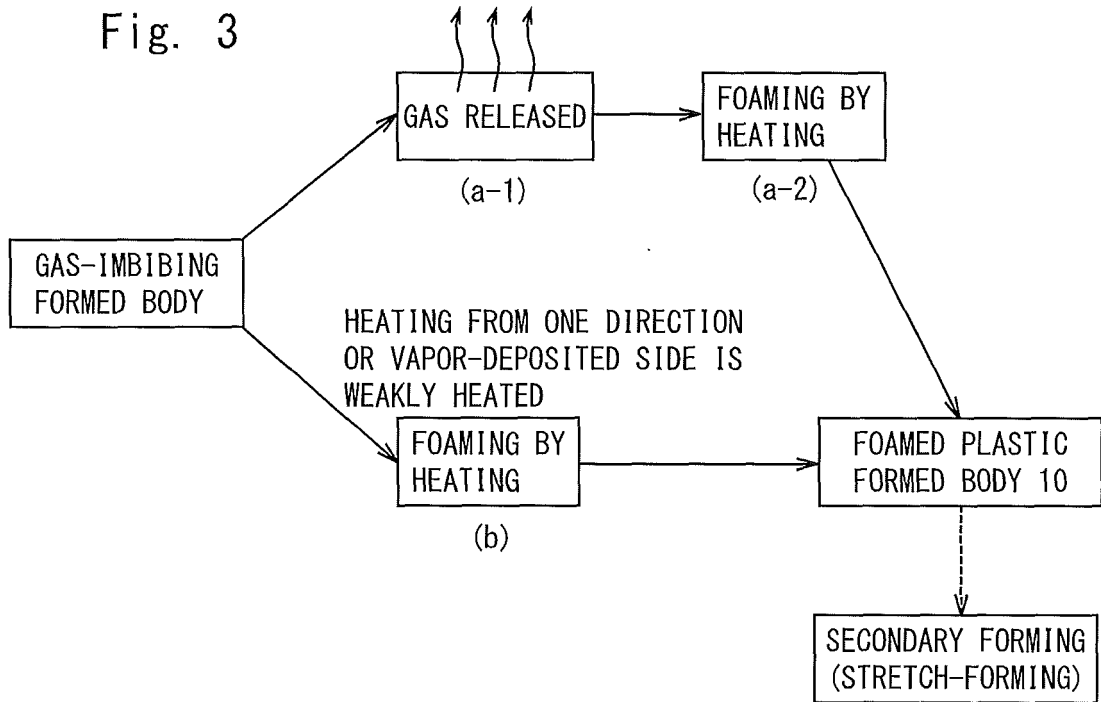 Fig. 3
GAS RELEASED
(a-1)
FOAMING BY
HEATING
(a-2)
GAS-IMBIBING
FORMED BODY
HEATING FROM ONE DIRECTION
OR VAPOR-DEPOSITED SIDE IS
WEAKLY HEATED
FOAMING BY
HEATING
(b)
FOAMED PLASTIC
FORMED BODY 10
SECONDARY FORMING
(STRETCH-FORMING)